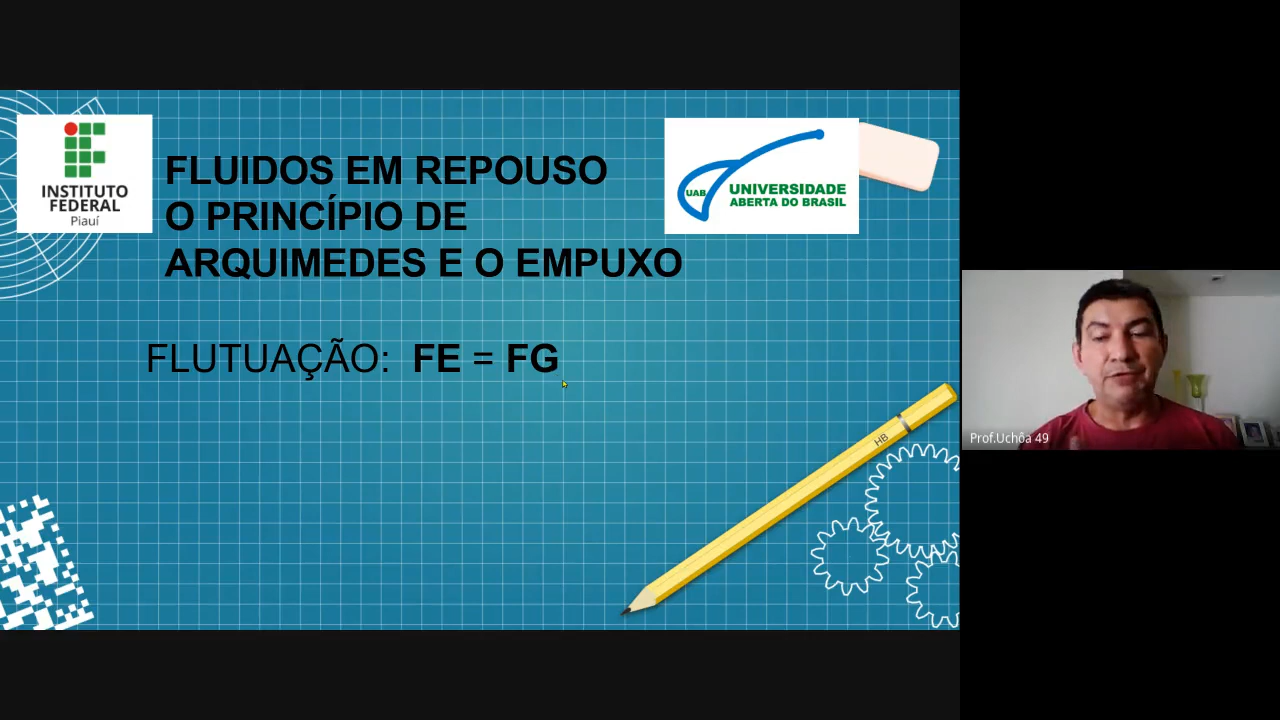 INSTITUTO
FEDERAL
Piauí
FLUIDOS EM REPOUSO
O PRINCÍPIO DE
ARQUIMEDES E O EMPUXO
UAB
UNIVERSIDADE
ABERTA DO BRASIL
FLUTUAÇÃO: FE = FG
HB
Prof.Uchôa 49